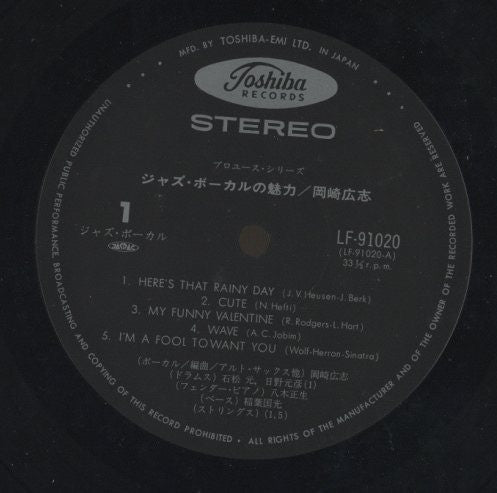 MFD. BY TOSHIBA-EMI LTD. IN JAPAN
Toshiba
RECORDS
STEREO
プロユース・シリーズ
ジャズ・ボーカルの魅力/岡崎広志
1
ジャズ・ボーカル
JASRAC
LF-91020
(LF-91020-A)
33⅓ r.p.m.
1. HERE'S THAT RAINY DAY (J.V.Heusen-J.Berk)
2. CUTE (N.Hefti)
3. MY FUNNY VALENTINE (R.Rodgers-L.Hart)
4. WAVE (A.C.Jobim)
5. I'M A FOOL TO WANT YOU (Wolf-Herron-Sinatra)
(ボーカル/編曲/アルト・サックス他) 岡崎広志
(ドラムス) 石松 元, 日野元彦(1)
(フェンダー・ピアノ) 八木正生
(ベース) 稲葉国光
(ストリングス) (1,5)
ALL RIGHTS OF THE MANUFACTURER AND OF THE OWNER OF THE RECORDED WORK ARE RESERVED
UNAUTHORIZED PUBLIC PERFORMANCE, BROADCASTING AND COPYING OF THIS RECORD PROHIBITED